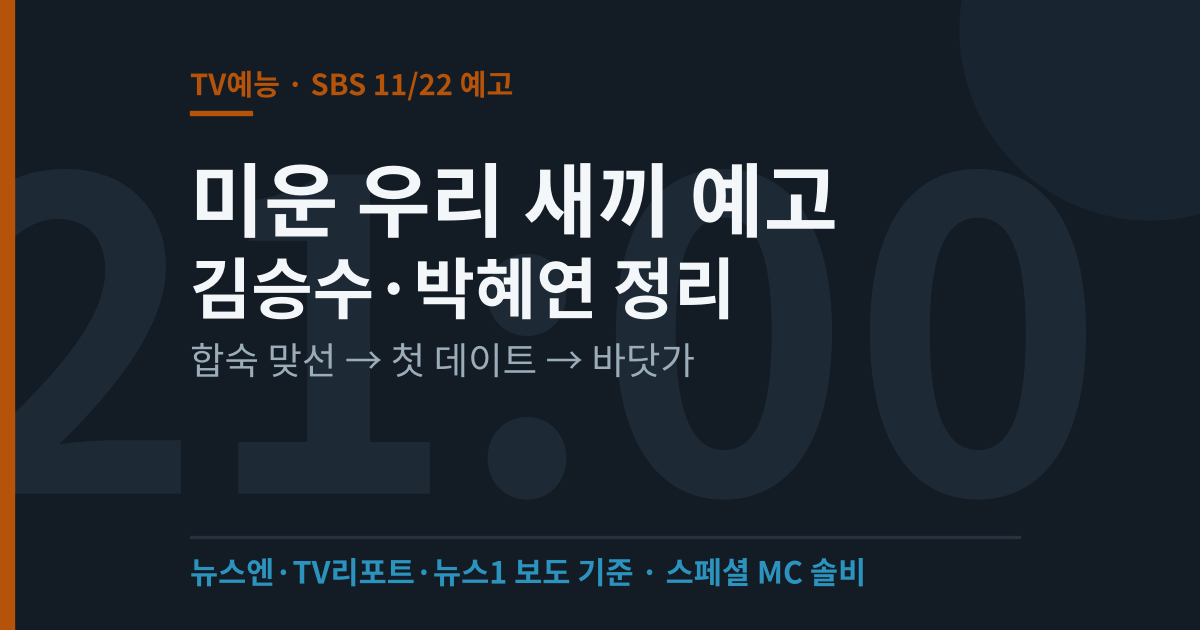 TV예능 · SBS 11/22 예고
미운 우리 새끼 예고
김승수·박혜연 정리
합숙 맞선 → 첫 데이트 → 바닷가
21:00
뉴스엔·TV리포트·뉴스1 보도 기준 · 스페셜 MC 솔비